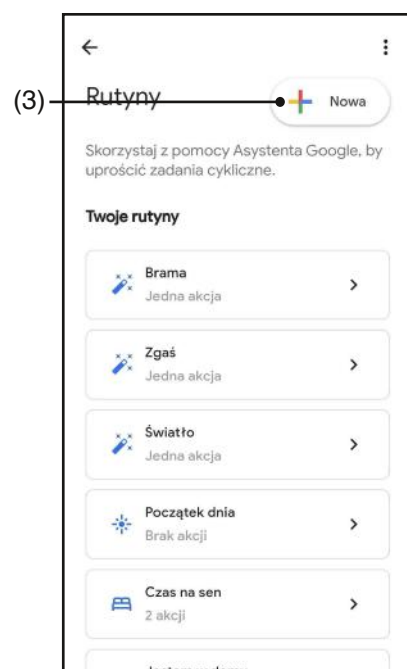 (3)
Rutyny
Nowa
Skorzystaj z pomocy Asystenta Google, by
uprościć zadania cykliczne.
Twoje rutyny
Brama
Jedna akcja
Zgaś
Jedna akcja
Światło
Jedna akcja
Początek dnia
Brak akcji
Czas na sen
2 akcji